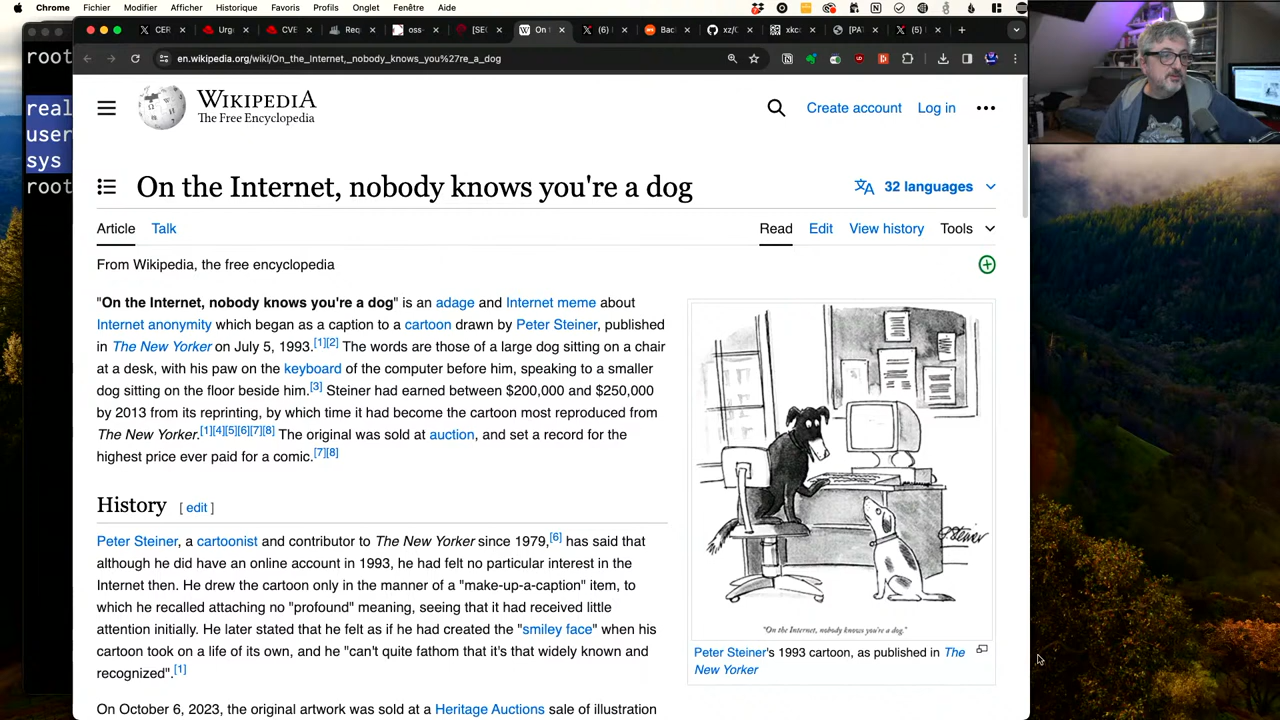 Chrome Fichier Modifier Afficher Historique Favoris Profils Onglet Fenêtre Aide
CER Urg CVE Req oss- [SEC On t (6) Bac xz/ xkc [PA (5)
en.wikipedia.org/wiki/On_the_Internet,_nobody_knows_you%27re_a_dog
root
real
user
sys
root
WIKIPEDIA
The Free Encyclopedia
Create account Log in
On the Internet, nobody knows you're a dog
32 languages
Article Talk
Read Edit View history Tools
From Wikipedia, the free encyclopedia
"On the Internet, nobody knows you're a dog" is an adage and Internet meme about
Internet anonymity which began as a caption to a cartoon drawn by Peter Steiner, published
in The New Yorker on July 5, 1993.[1][2] The words are those of a large dog sitting on a chair
at a desk, with his paw on the keyboard of the computer before him, speaking to a smaller
dog sitting on the floor beside him.[3] Steiner had earned between $200,000 and $250,000
by 2013 from its reprinting, by which time it had become the cartoon most reproduced from
The New Yorker.[1][4][5][6][7][8] The original was sold at auction, and set a record for the
highest price ever paid for a comic.[7][8]
History [ edit ]
Peter Steiner, a cartoonist and contributor to The New Yorker since 1979,[6] has said that
although he did have an online account in 1993, he had felt no particular interest in the
Internet then. He drew the cartoon only in the manner of a "make-up-a-caption" item, to
which he recalled attaching no "profound" meaning, seeing that it had received little
attention initially. He later stated that he felt as if he had created the "smiley face" when his
cartoon took on a life of its own, and he "can't quite fathom that it's that widely known and
recognized".[1]
On October 6, 2023, the original artwork was sold at a Heritage Auctions sale of illustration
P. Steiner
"On the Internet, nobody knows you're a dog."
Peter Steiner's 1993 cartoon, as published in The
New Yorker